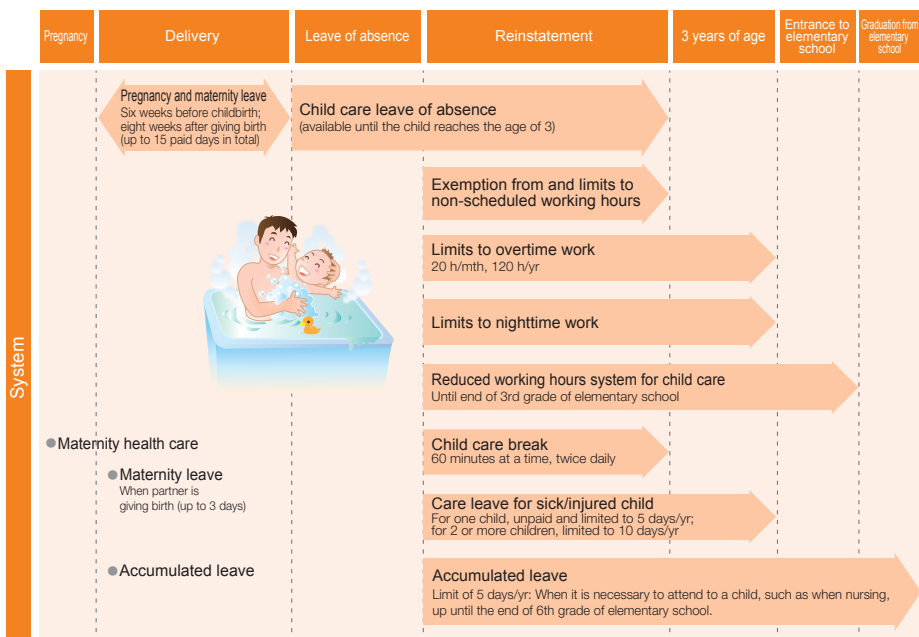 Pregnancy
Delivery
Leave of absence
Reinstatement
3 years of age
Entrance to
elementary
school
Graduation from
elementary
school
System
Pregnancy and maternity leave
Six weeks before childbirth;
eight weeks after giving birth
(up to 15 paid days in total)
Child care leave of absence
(available until the child reaches the age of 3)
Exemption from and limits to
non-scheduled working hours
Limits to overtime work
20 h/mth, 120 h/yr
Limits to nighttime work
Reduced working hours system for child care
Until end of 3rd grade of elementary school
Maternity health care
Child care break
60 minutes at a time, twice daily
Maternity leave
When partner is
giving birth (up to 3 days)
Care leave for sick/injured child
For one child, unpaid and limited to 5 days/yr;
for 2 or more children, limited to 10 days/yr
Accumulated leave
Accumulated leave
Limit of 5 days/yr: When it is necessary to attend to a child, such as when nursing,
up until the end of 6th grade of elementary school.